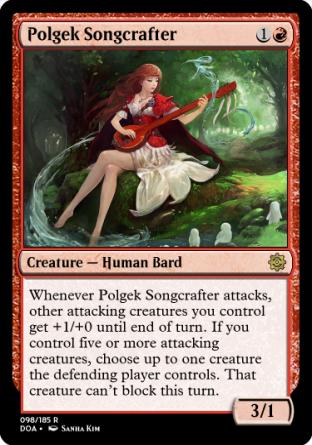 Polgek Songcrafter 1
Creature — Human Bard
Whenever Polgek Songcrafter attacks,
other attacking creatures you control
get +1/+0 until end of turn. If you
control five or more attacking
creatures, choose up to one creature
the defending player controls. That
creature can't block this turn.
3/1
098/185 R
DOA • Sanha Kim